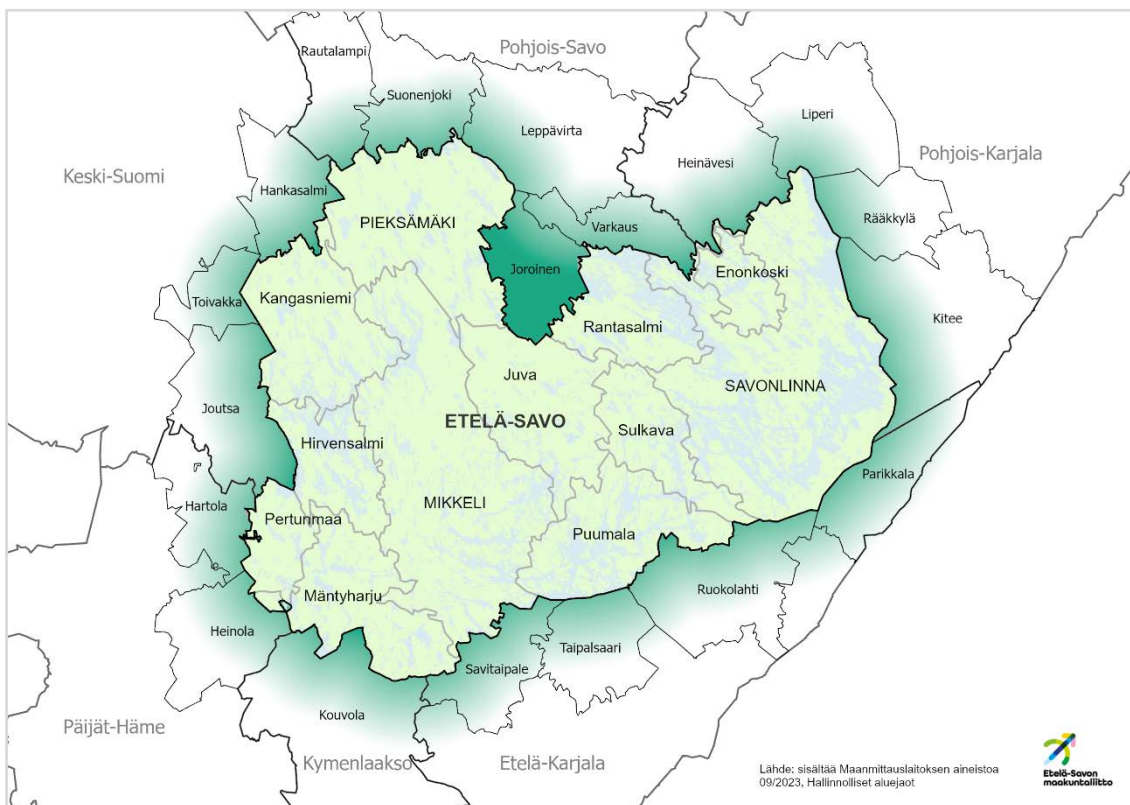 Rautalampi
Pohjois-Savo
Suonenjoki
Leppävirta
Liperi
Heinävesi
Pohjois-Karjala
Keski-Suomi
Hankasalmi
Rääkkylä
PIEKSÄMÄKI
Varkaus
Joroinen
Enonkoski
Toivakka
Kangasniemi
Kitee
Rantasalmi
Juva
SAVONLINNA
Joutsa
ETELÄ-SAVO
Sulkava
Hirvensalmi
Parikkala
Hartola
MIKKELI
Pertunmaa
Puumala
Mäntyharju
Ruokolahti
Heinola
Taipalsaari
Savitaipale
Kouvola
Päijät-Häme
Kymenlaakso
Etelä-Karjala
Lähde: sisältää Maanmittauslaitoksen aineistoa
09/2023, Hallinnolliset aluejaot
Etelä-Savon
maakuntaliitto